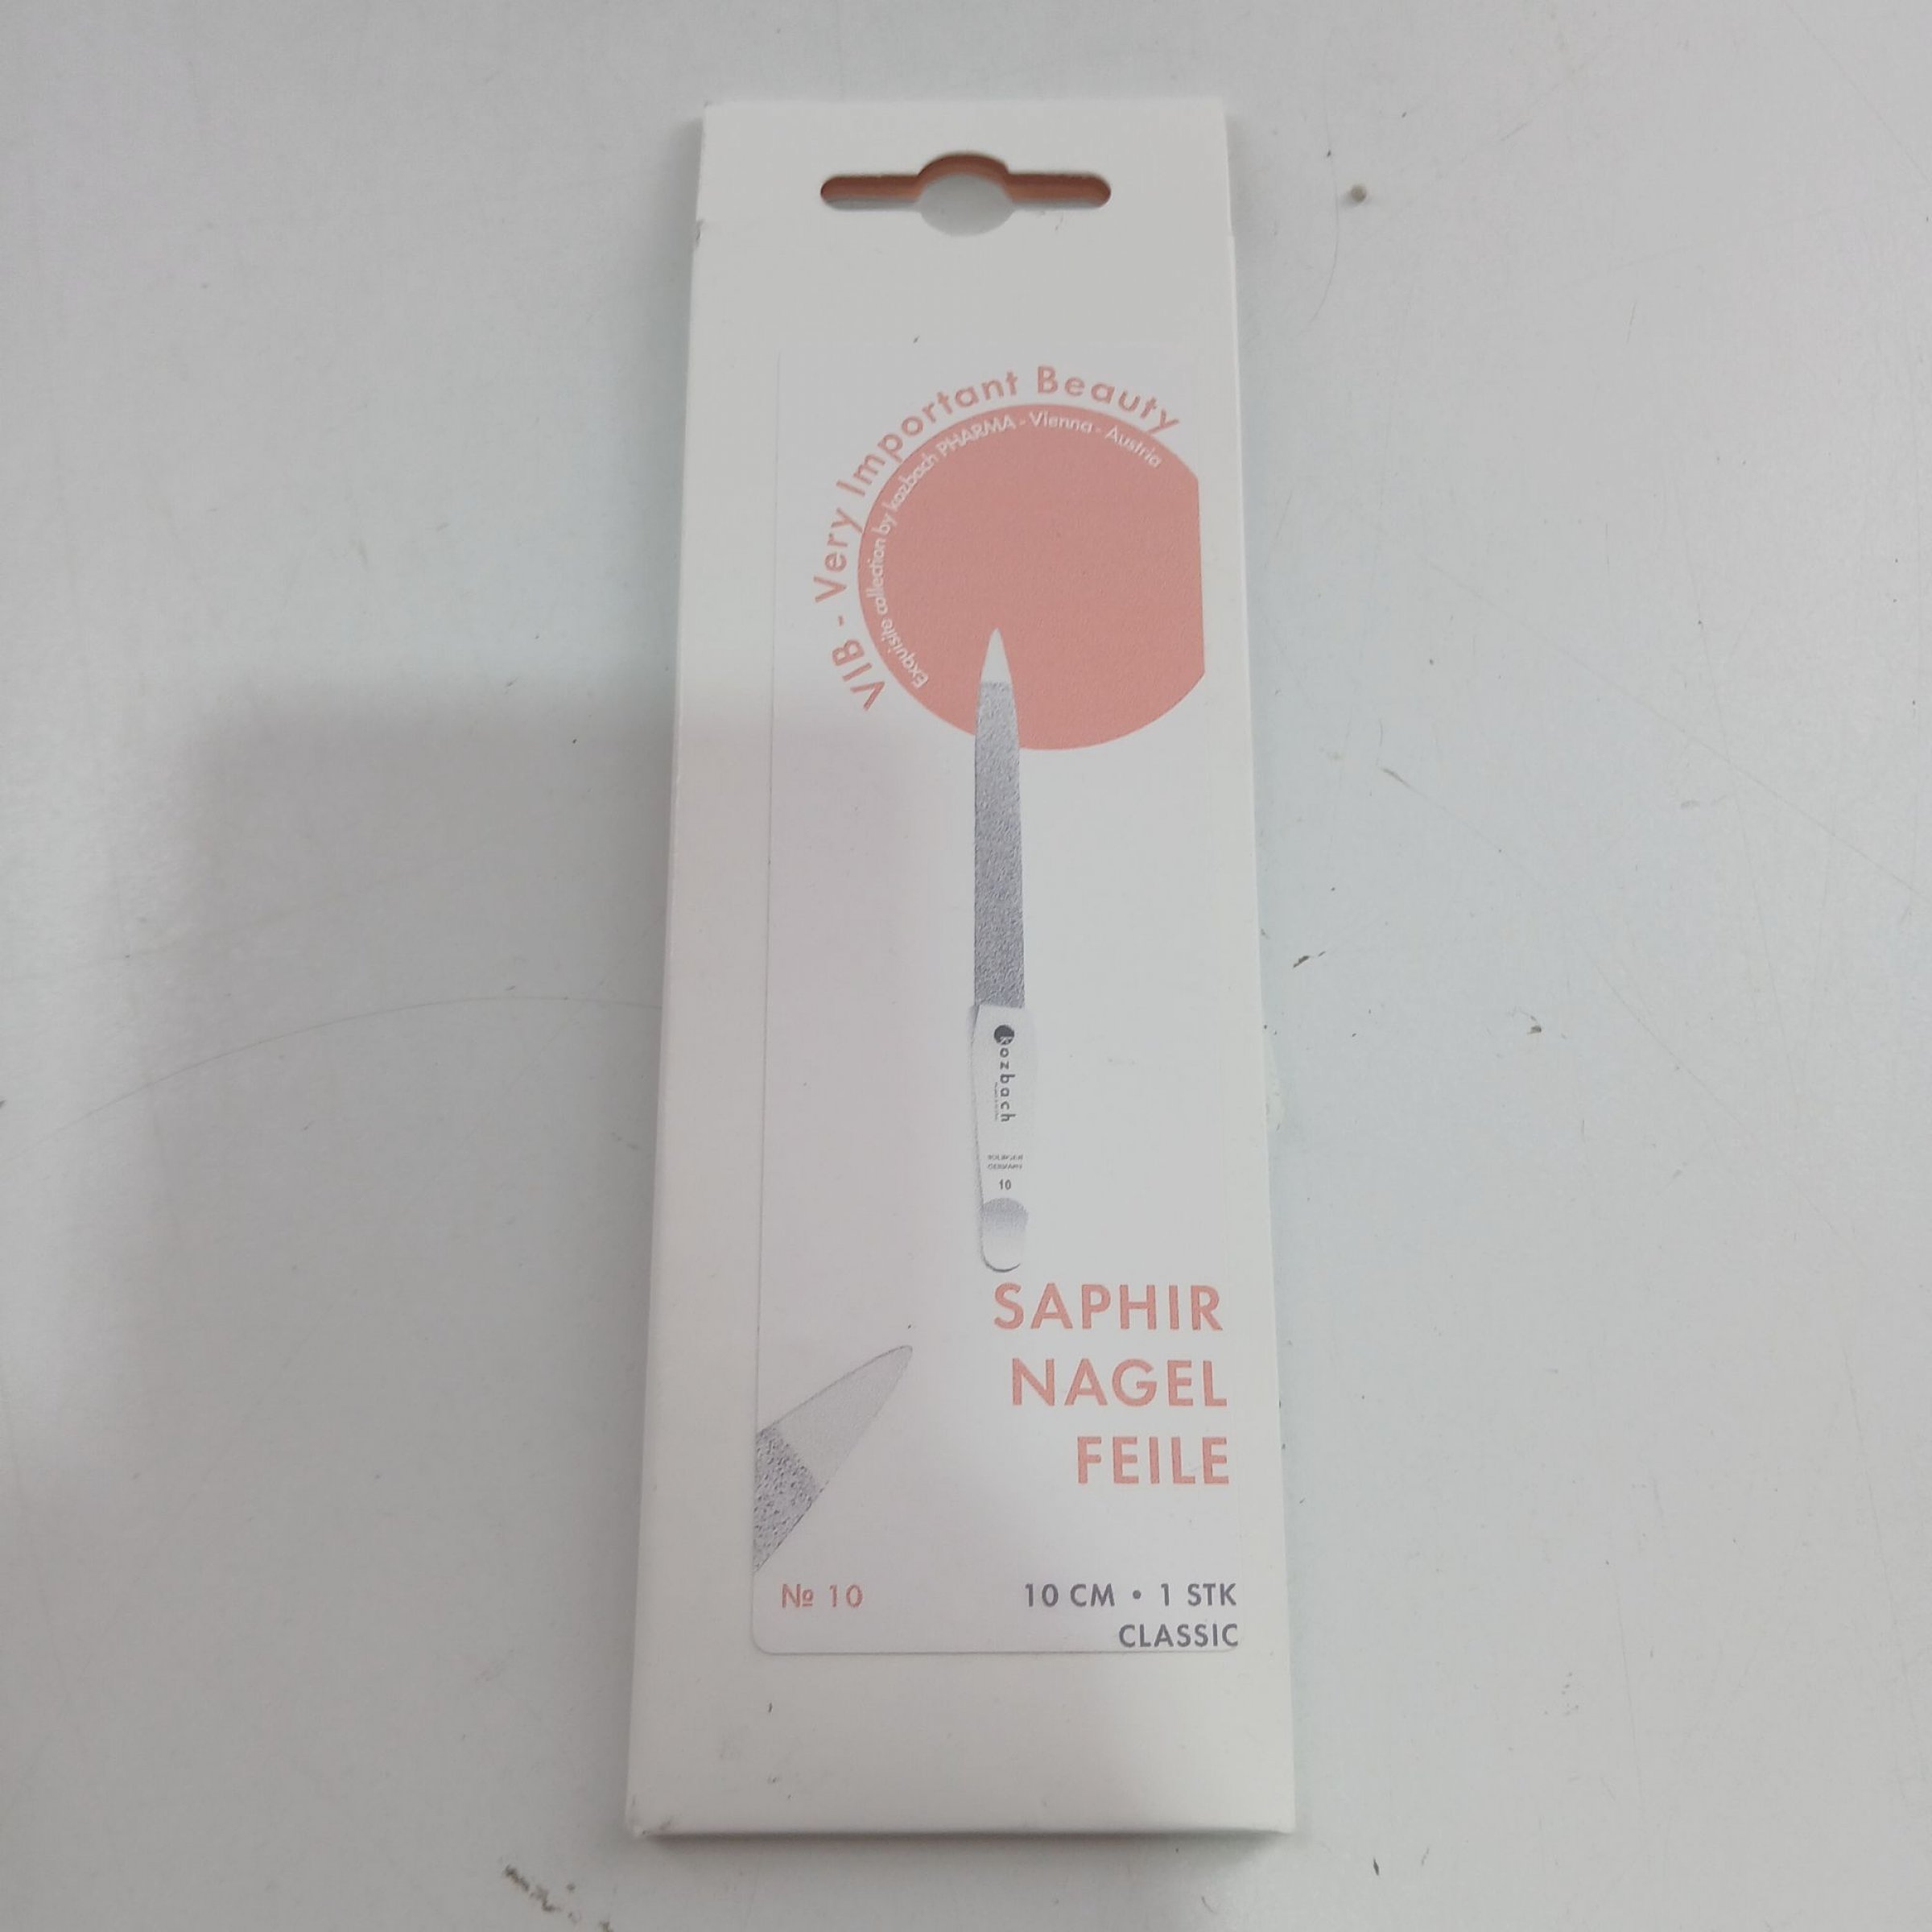 VIB - Very Important Beauty
Exquisite collection by kozbach PHARMA - Vienna - Austria
kozbach
GERMANY
10
SAPHIR
NAGEL
FEILE
№ 10
10 CM • 1 STK
CLASSIC